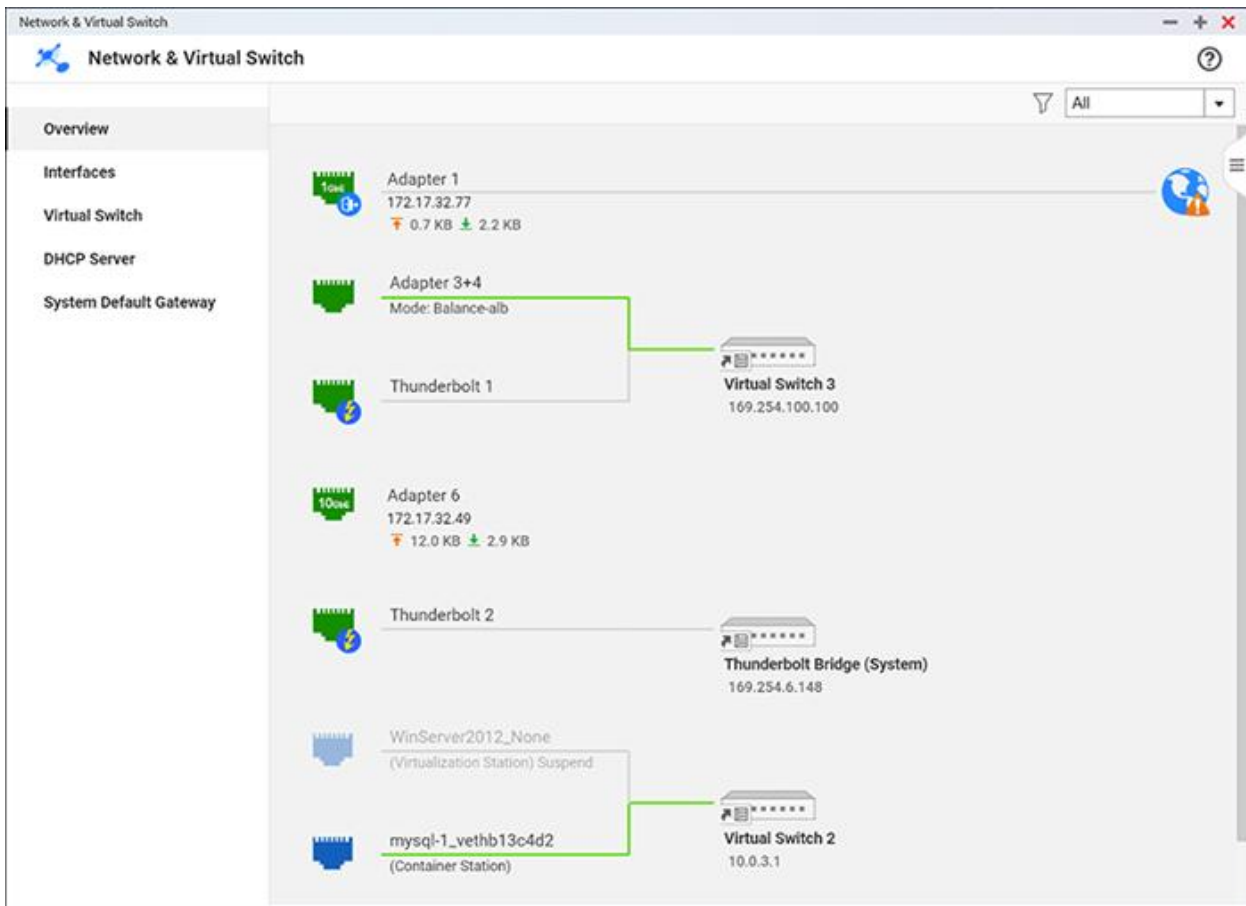 Network & Virtual Switch
Network & Virtual Switch
All
Overview
Interfaces
Virtual Switch
DHCP Server
System Default Gateway
1GbE
Adapter 1
172.17.32.77
0.7 KB 2.2 KB
Adapter 3+4
Mode: Balance-alb
Thunderbolt 1
Virtual Switch 3
169.254.100.100
10GbE
Adapter 6
172.17.32.49
12.0 KB 2.9 KB
Thunderbolt 2
Thunderbolt Bridge (System)
169.254.6.148
WinServer2012_None
(Virtualization Station) Suspend
mysql-1_vethb13c4d2
(Container Station)
Virtual Switch 2
10.0.3.1